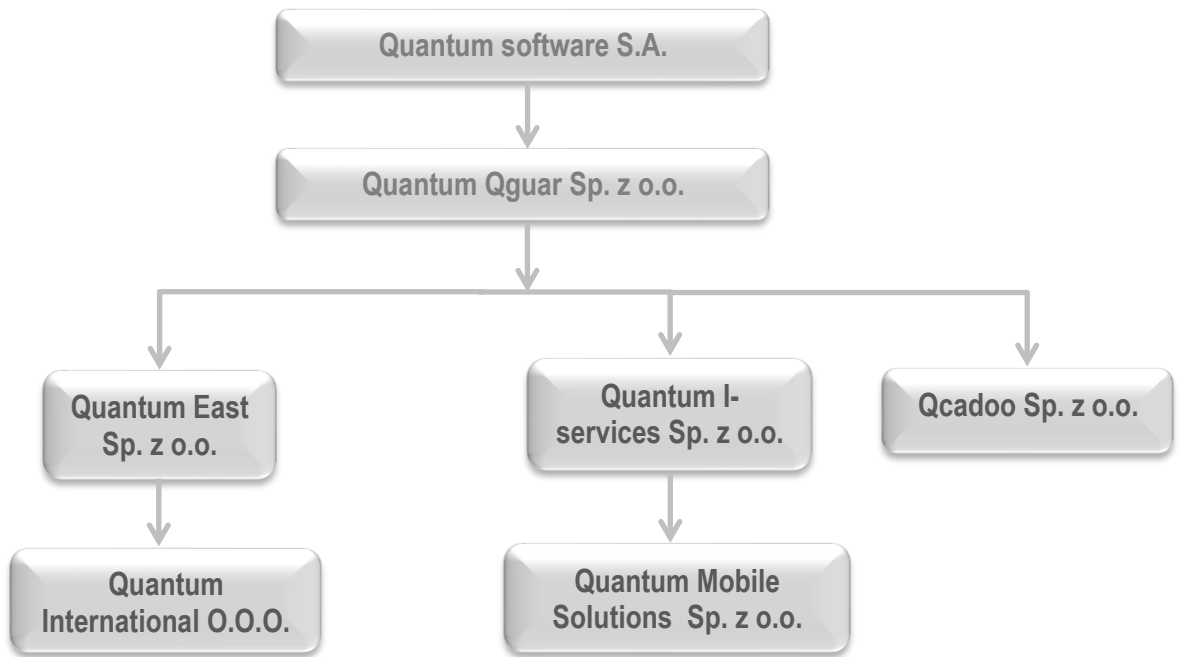 Quantum software S.A.
Quantum Qguar Sp. z o.o.
Quantum East
Sp. z o.o.
Quantum I-
services Sp. z o.o.
Qcadoo Sp. z o.o.
Quantum
International O.O.O.
Quantum Mobile
Solutions Sp. z o.o.